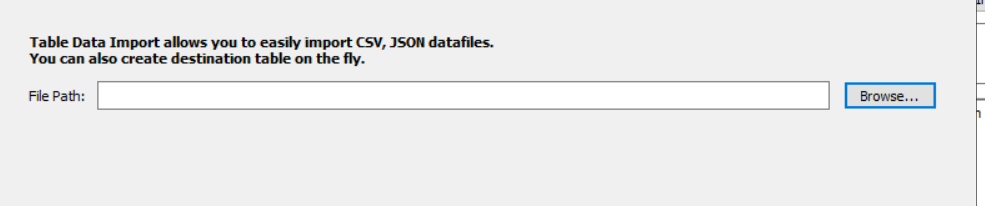 Table Data Import allows you to easily import CSV, JSON datafiles.
You can also create destination table on the fly.
File Path: Browse...